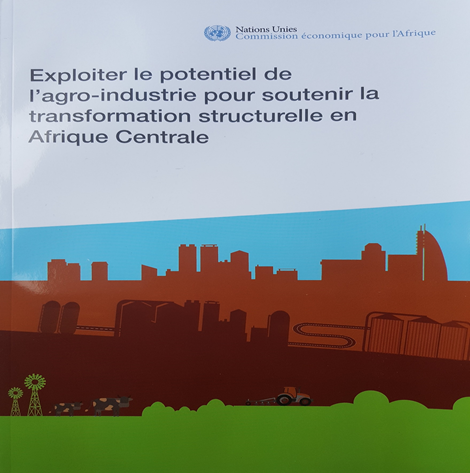 Nations Unies
Commission économique pour l'Afrique
Exploiter le potentiel de
l'agro-industrie pour soutenir la
transformation structurelle en
Afrique Centrale